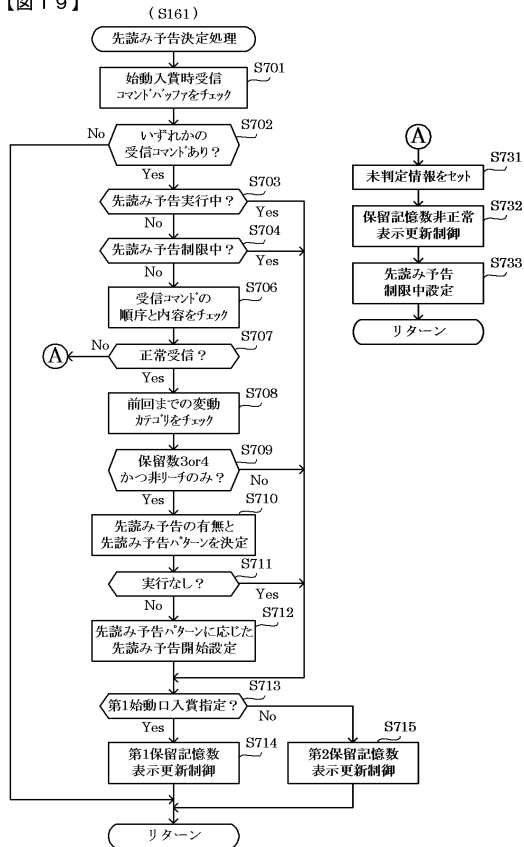 【図19】
(S161)
先読み予告決定処理
S701
始動入賞時受信
コマンドバッファをチェック
S702
No
いずれかの
受信コマンドあり？
Yes
S703
先読み予告実行中？
Yes
No
S704
先読み予告制限中？
Yes
No
S706
受信コマンドの
順序と内容をチェック
S707
A
No
正常受信？
Yes
S708
前回までの変動
カテゴリをチェック
S709
保留数3or4
かつ非リーチのみ？
No
Yes
S710
先読み予告の有無と
先読み予告パターンを決定
S711
実行なし？
Yes
No
S712
先読み予告パターンに応じた
先読み予告開始設定
S713
第1始動口入賞指定？
No
Yes
S714
第1保留記憶数
表示更新制御
S715
第2保留記憶数
表示更新制御
リターン
A
S731
未判定情報をセット
S732
保留記憶数非正常
表示更新制御
S733
先読み予告
制限中設定
リターン